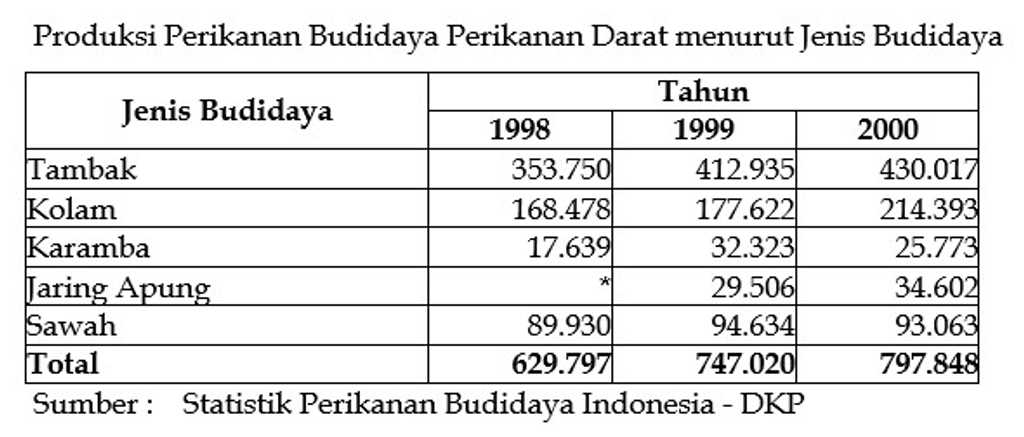 Produksi Perikanan Budidaya Perikanan Darat menurut Jenis Budidaya
Jenis Budidaya Tahun
1998 1999 2000
Tambak 353.750 412.935 430.017
Kolam 168.478 177.622 214.393
Karamba 17.639 32.323 25.773
Jaring Apung * 29.506 34.602
Sawah 89.930 94.634 93.063
Total 629.797 747.020 797.848
Sumber : Statistik Perikanan Budidaya Indonesia - DKP